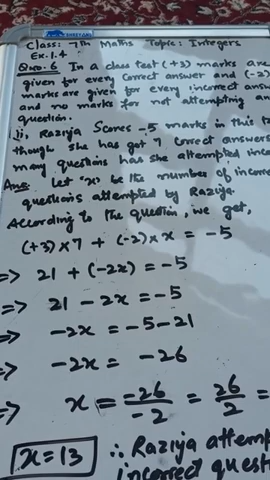 Class: 7th Maths Topic: Integers
Ex-1.4
Ques.6 In a class test (+3) marks are
given for every correct answer and (-2)
marks are given for every incorrect answ
and no marks for not attempting an
question.
ii, Raziya Scores -5 marks in this t
though she has got 7 correct answers
many questions has she attempted inco
Ans. Let "x" be the number of incorre
questions attempted by Raziya.
According to the question, we get,
(+3) × 7 + (-2) × x = -5
=> 21 + (-2x) = -5
=> 21 - 2x = -5
=> -2x = -5-21
=> -2x = -26
=> x = -26/-2 = 26/2 =
x = 13 ∴ Raziya attemp
incorrect quest